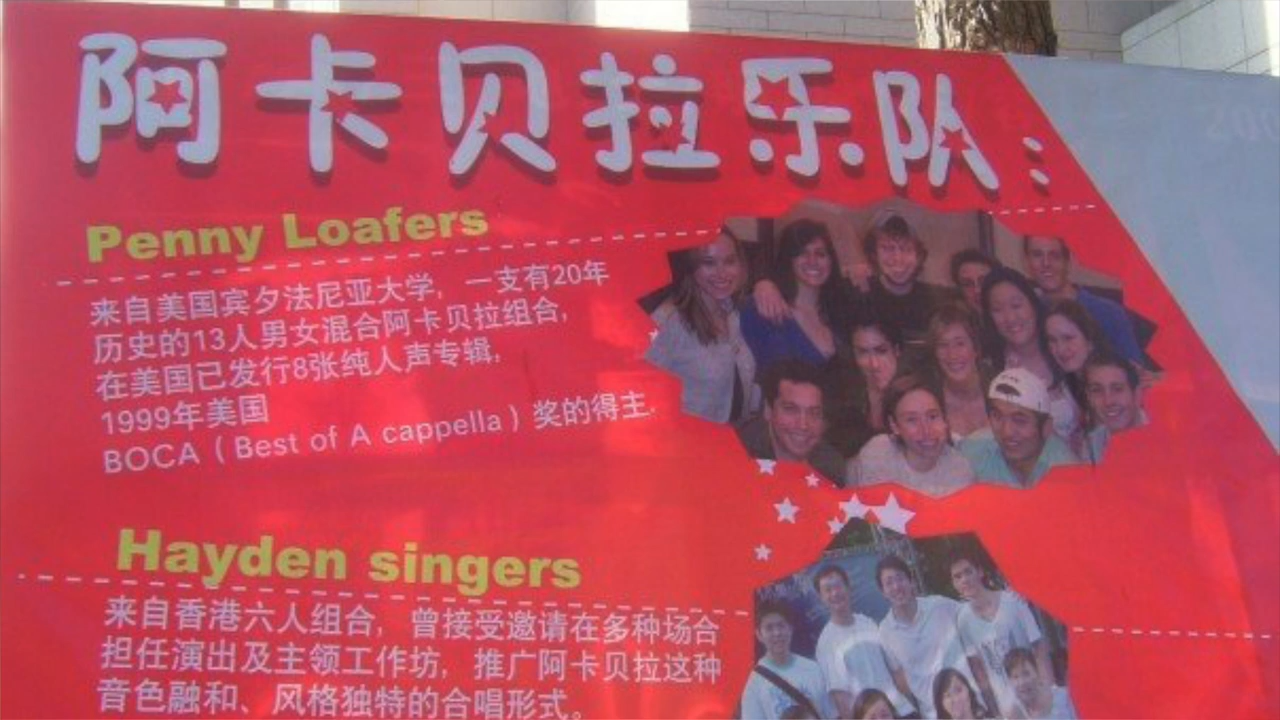 阿卡贝拉乐队：
Penny Loafers
来自美国宾夕法尼亚大学，一支有20年
历史的13人男女混合阿卡贝拉组合，
在美国已发行8张纯人声专辑，
1999年美国
BOCA（Best of A cappella）奖的得主.
Hayden singers
来自香港六人组合，曾接受邀请在多种场合
担任演出及主领工作坊，推广阿卡贝拉这种
音色融和、风格独特的合唱形式。